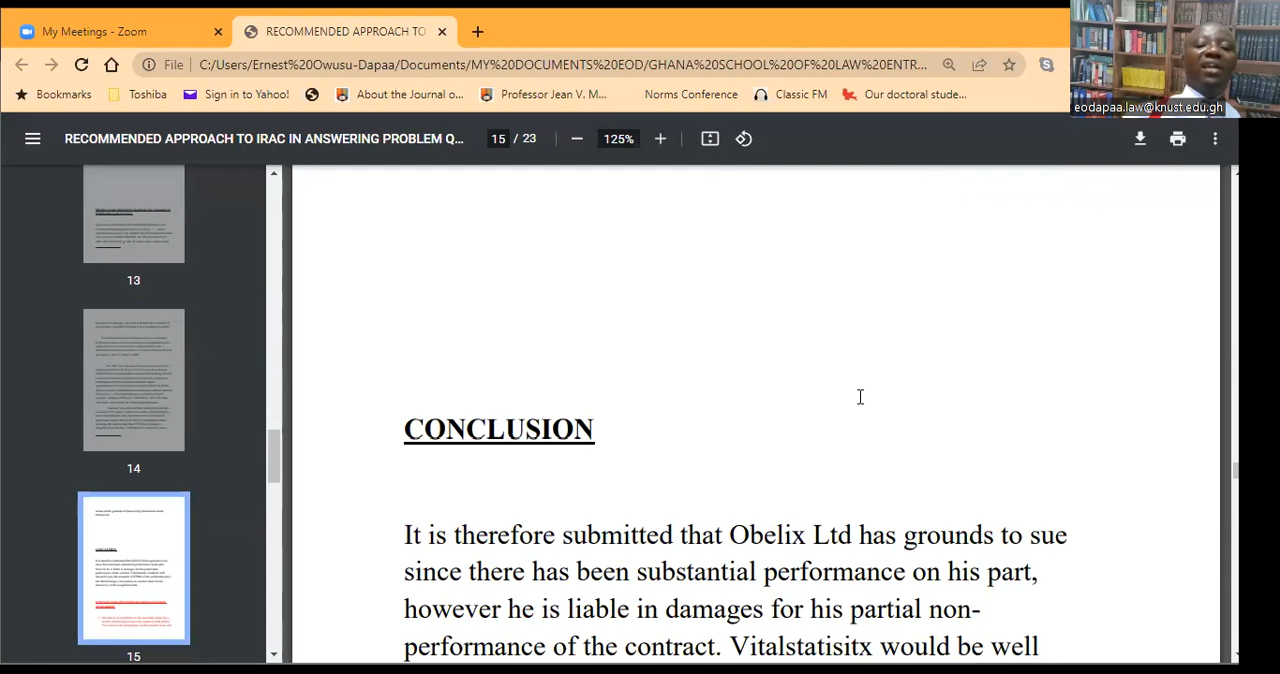 My Meetings - Zoom
RECOMMENDED APPROACH TO
File
C:/Users/Ernest%20Owusu-Dapaa/Documents/MY%20DOCUMENTS%20EOD/GHANA%20SCHOOL%20OF%20LAW%20ENTR...
Bookmarks
Toshiba
Sign in to Yahoo!
About the Journal o...
Professor Jean V. M...
Norms Conference
Classic FM
Our doctoral stude...
eodapaa.law@knust.edu.gh
RECOMMENDED APPROACH TO IRAC IN ANSWERING PROBLEM Q...
15 / 23
125%
13
14
15
CONCLUSION
It is therefore submitted that Obelix Ltd has grounds to sue
since there has been substantial performance on his part,
however he is liable in damages for his partial non-
performance of the contract. Vitalstatisitx would be well